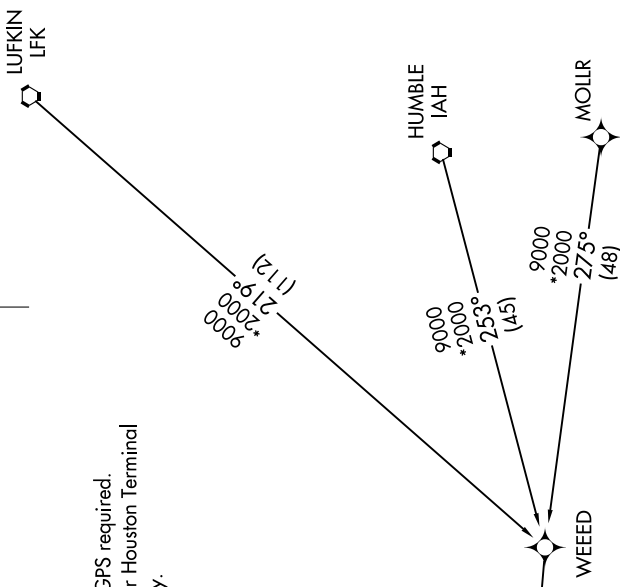 LUFKIN
LFK
HUMBLE
IAH
MOLLR
9000
*2000
219°
(112)
9000
*2000
253°
(45)
9000
*2000
275°
(48)
GPS required.
r Houston Terminal
y.
WEEED